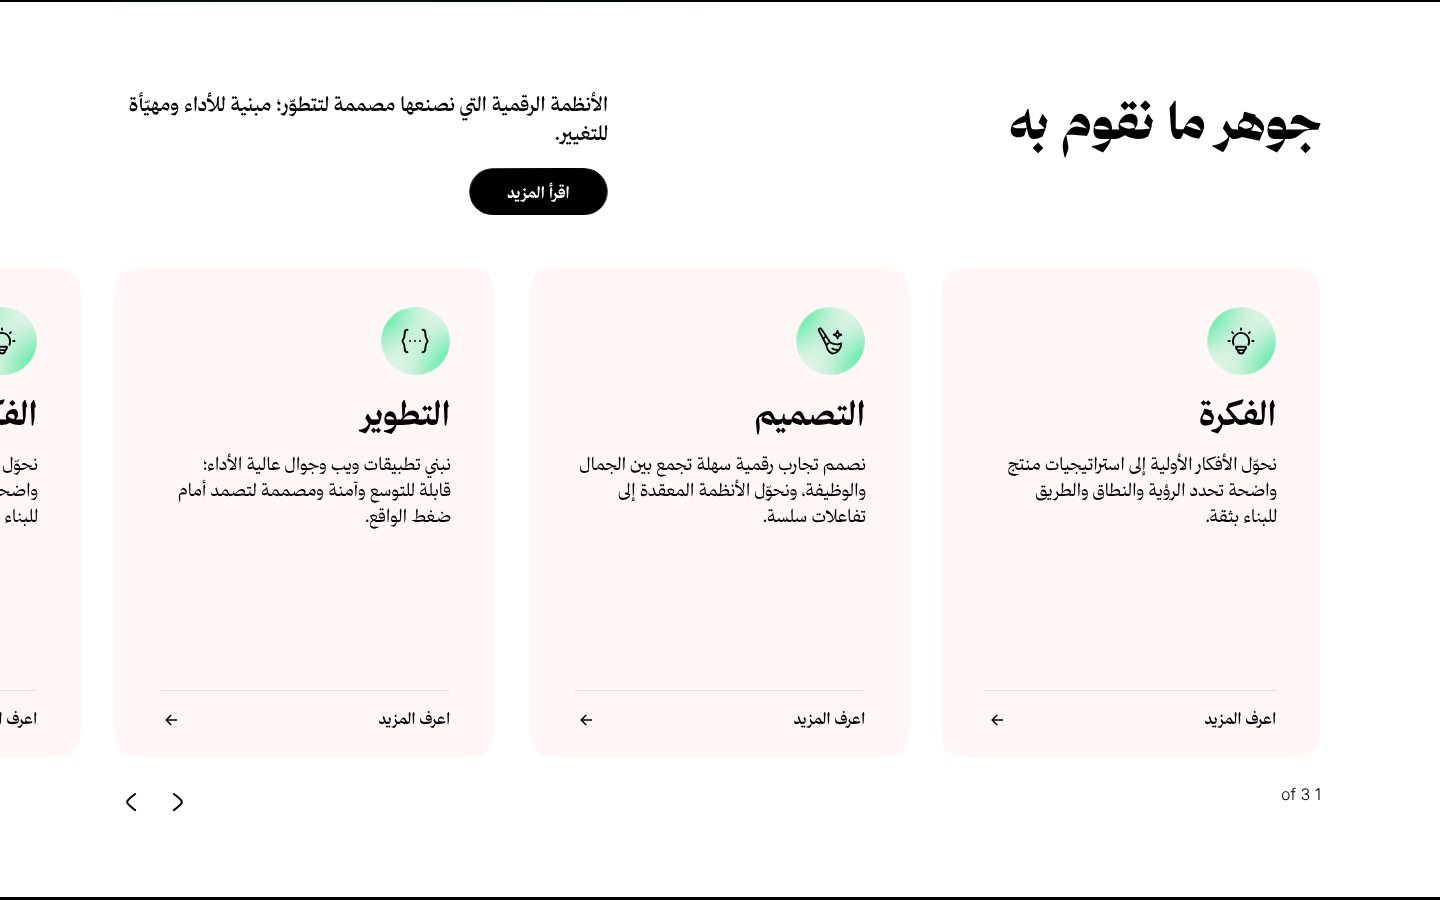 جوهر ما نقوم به
الأنظمة الرقمية التي نصنعها مصممة لتتطوّر؛ مبنية للأداء ومهيّأة
للتغيير.
اقرأ المزيد
الفكرة
نحوّل الأفكار الأولية إلى استراتيجيات منتج
واضحة تحدد الرؤية والنطاق والطريق
للبناء بثقة.
اعرف المزيد
التصميم
نصمم تجارب رقمية سهلة تجمع بين الجمال
والوظيفة، ونحوّل الأنظمة المعقدة إلى
تفاعلات سلسة.
اعرف المزيد
التطوير
نبني تطبيقات ويب وجوال عالية الأداء؛
قابلة للتوسع وآمنة ومصممة لتصمد أمام
ضغط الواقع.
اعرف المزيد
نحوّل
للبناء
اعرف
of 3 1